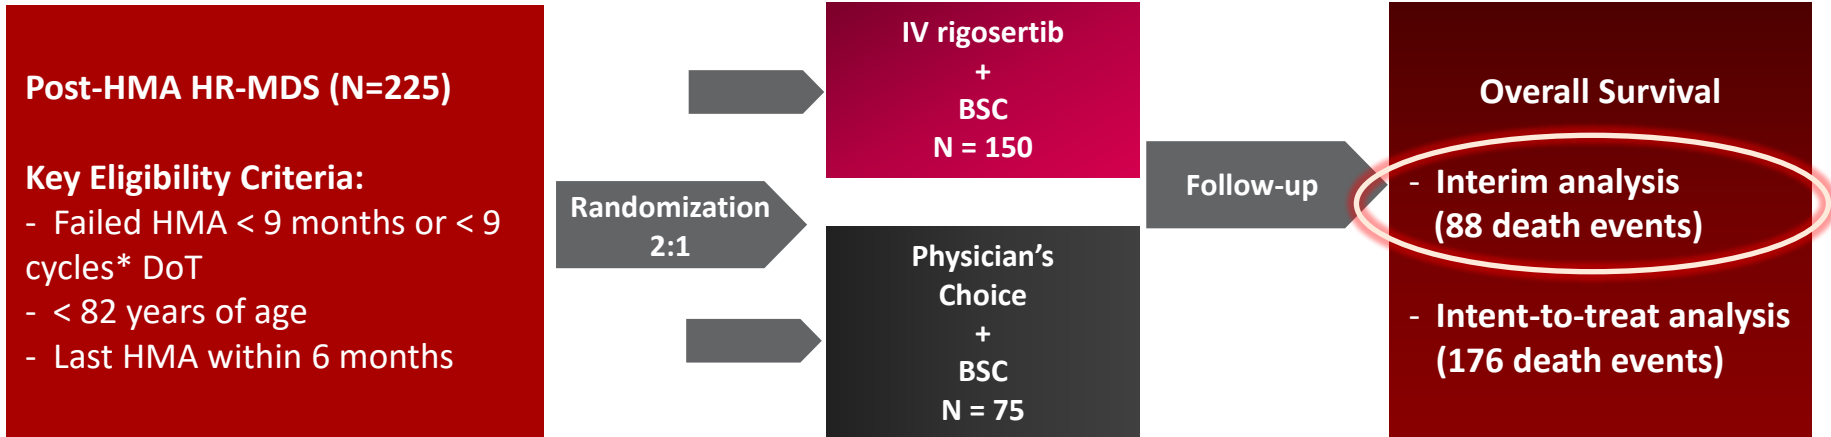 Post-HMA HR-MDS (N=225)
Key Eligibility Criteria:
- Failed HMA < 9 months or < 9
cycles* DoT
- < 82 years of age
- Last HMA within 6 months
Randomization
2:1
IV rigosertib
+
BSC
N = 150
Physician's
Choice
+
BSC
N = 75
Follow-up
Overall Survival
- Interim analysis
(88 death events)
- Intent-to-treat analysis
(176 death events)